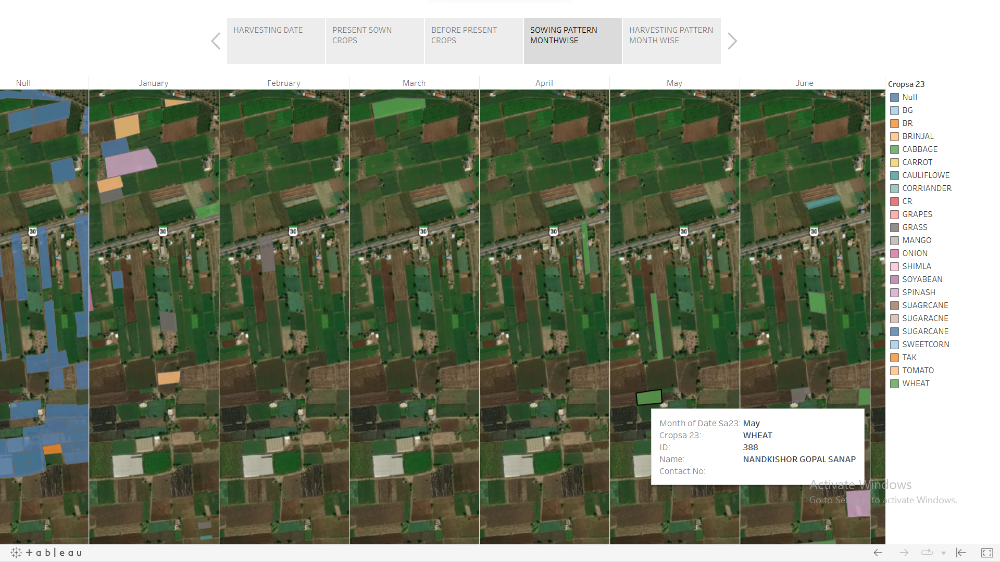 HARVESTING DATE
PRESENT SOWN
CROPS
BEFORE PRESENT
CROPS
SOWING PATTERN
MONTHWISE
HARVESTING PATTERN
MONTH WISE
Null
January
February
March
April
May
June
30
30
30
30
30
30
30
Cropsa 23
Null
BG
BR
BRINJAL
CABBAGE
CARROT
CAULIFLOWE
CORRIANDER
CR
GRAPES
GRASS
MANGO
ONION
SHIMLA
SOYABEAN
SPINASH
SUAGRCANE
SUGARACNE
SUGARCANE
SWEETCORN
TAK
TOMATO
WHEAT
Month of Date Sa23: May
Cropsa 23: WHEAT
ID: 388
Name: NANDKISHOR GOPAL SANAP
Contact No:
Activate Windows
Go to Settings to activate Windows.
+ableau